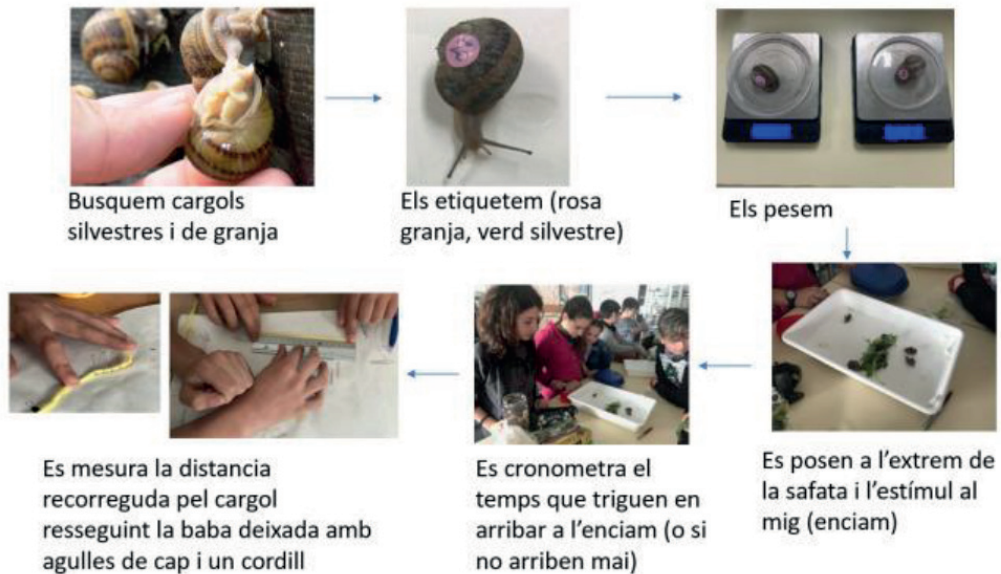 Busquem cargols
silvestres i de granja
Els etiquetem (rosa
granja, verd silvestre)
Els pesem
Es posen a l'extrem de
la safata i l'estímul al
mig (enciam)
Es cronometra el
temps que triguen en
arribar a l'enciam (o si
no arriben mai)
Es mesura la distancia
recorreguda pel cargol
resseguint la baba deixada amb
agulles de cap i un cordill